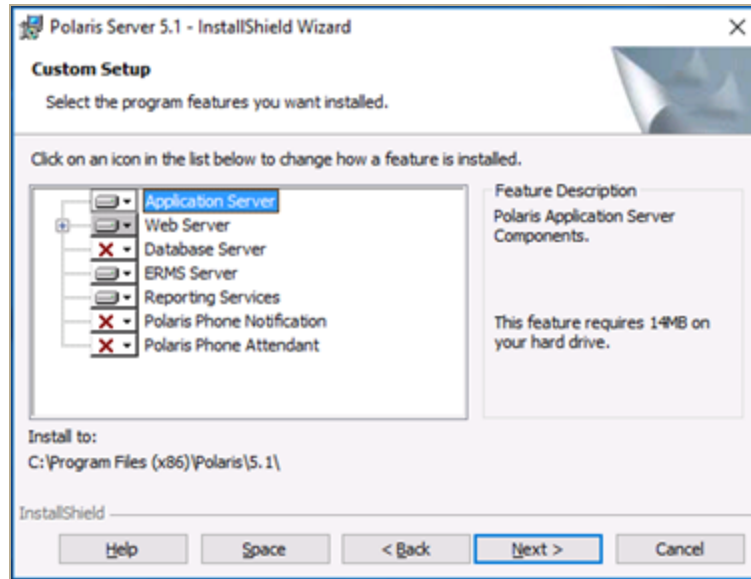 Polaris Server 5.1 - InstallShield Wizard
Custom Setup
Select the program features you want installed.
Click on an icon in the list below to change how a feature is installed.
Application Server
Web Server
Database Server
ERMS Server
Reporting Services
Polaris Phone Notification
Polaris Phone Attendant
Feature Description
Polaris Application Server
Components.
This feature requires 14MB on
your hard drive.
Install to:
C:\Program Files (x86)\Polaris\5.1\
InstallShield
Help
Space
< Back
Next >
Cancel